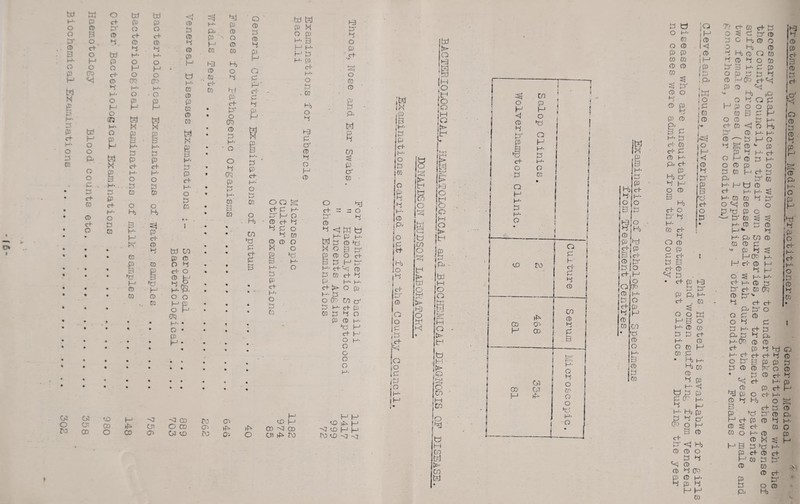 Treatment by General Medical Practitioners. - General Medical
Practitioners with the
necessary qualifications who were willing to undertake at the expense of
the County Council, in their own Surgeries, the treatment of patients
suffering from Venereal Disease, dealt with during the year two male and
two female cases (Males 1 syphilis, 1 other condition. Females 1
Gonorrhoea, 1 other condition)
Cleveland House, Wolverhampton. - This Hostel is available for girls
and women suffering from Venereal
Disease who are unsuitable for treatment at clinics. During the year
no cases were admitted from this County.
Examination of Pathological Specimens
from Treatment Centres.
Culture Serum Microscopic.
Salop Clinics. 2 468 534
Wolverhampton Clinic. 9 81 81
BACTERIOLOGICAL, HAEMATOLOGICAL and BIOCHEMICAL DIAGNOSIS OF DISEASE.
DONALDSON HUDSON LABORATORY.
Examinations carried out for the County Council.
Throat, Nose and Ear Swabs. For Diphtheria bacilli 1117
" Haemolytic Streptococci 1117
" Vincents Angina
Other Examinations 72
Examinations for Tubercle
Bacilli Microscopic 1182
Culture 974
Other examinations 85
General Cultural Examinations of Sputum .. .. 40
Faeces for Pathogenic Organisms .. .. .. 646
Widals Tests .. .. .. .. .. 262
Venereal Diseases Examinations :- Serological .. ..
Bacteriological .. .. 703
Bacteriological Examinations of Water samples .. .. 756
Bacteriological Examinations of milk samples .. .. 148
Other Bacteriological Examinations .. .. .. 980
Haemotology Blood counts etc. .. .. .. 558
Biochemical Examinations .. .. .. .. 302
-18-